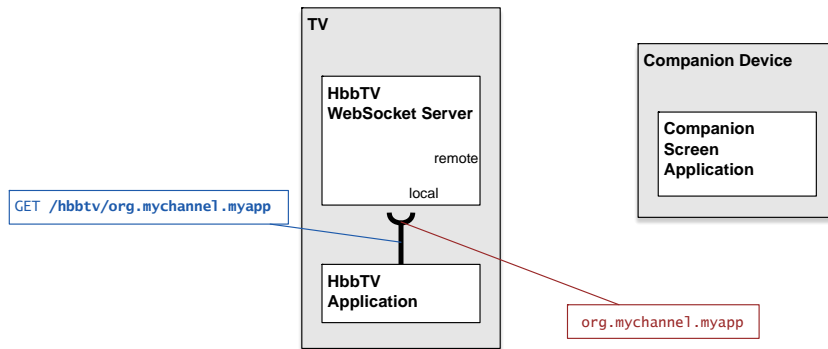 TV
HbbTV
WebSocket Server
remote
local
GET /hbbtv/org.mychannel.myapp
HbbTV
Application
org.mychannel.myapp
Companion Device
Companion
Screen
Application